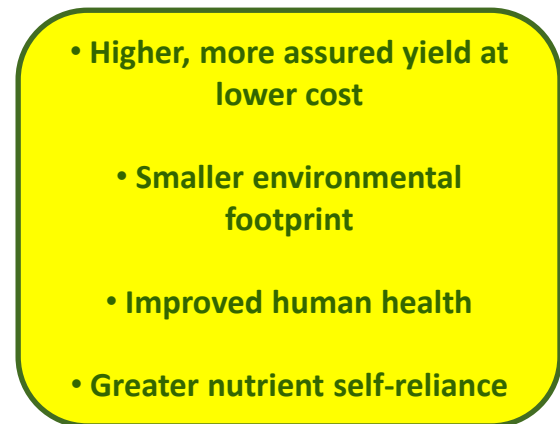 • Higher, more assured yield at
lower cost
• Smaller environmental
footprint
• Improved human health
• Greater nutrient self-reliance